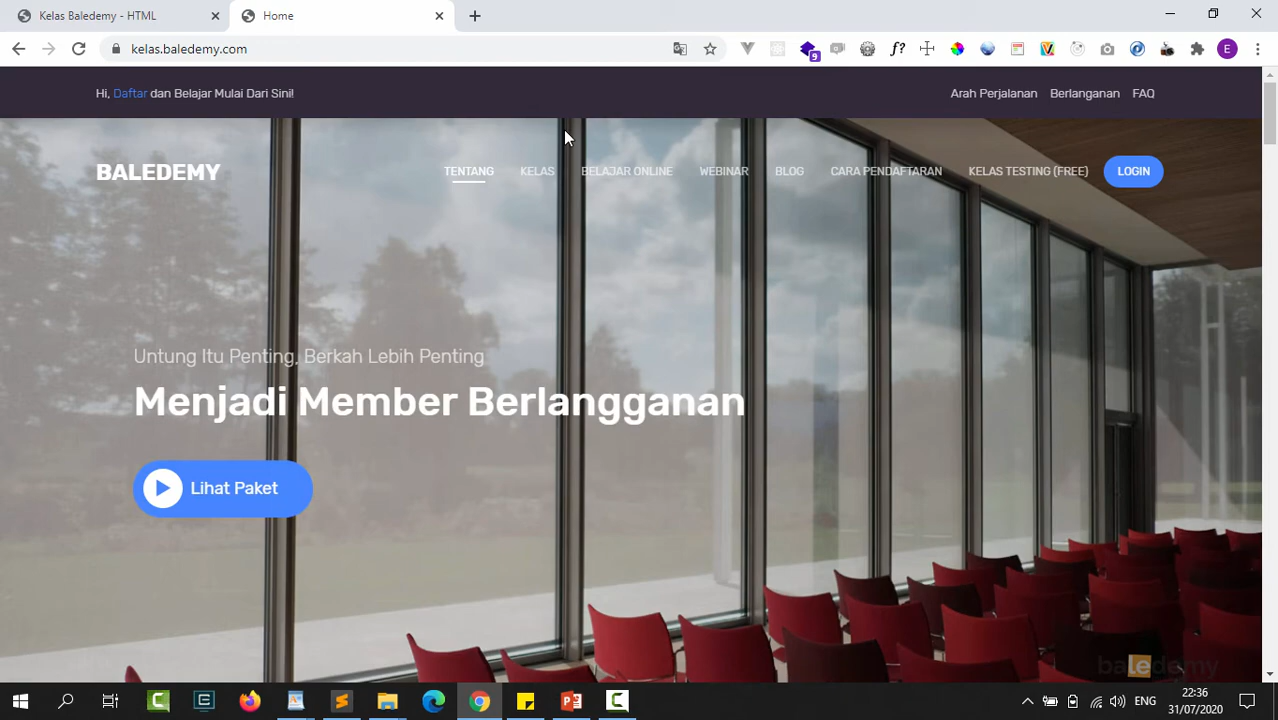 Kelas Baledemy - HTML
Home
kelas.baledemy.com
f?
9
E
Hi, Daftar dan Belajar Mulai Dari Sini!
Arah Perjalanan Berlanganan FAQ
BALEDEMY
TENTANG KELAS BELAJAR ONLINE WEBINAR BLOG CARA PENDAFTARAN KELAS TESTING (FREE) LOGIN
Untung Itu Penting, Berkah Lebih Penting
Menjadi Member Berlangganan
Lihat Paket
baledemy
ENG
22:36
31/07/2020